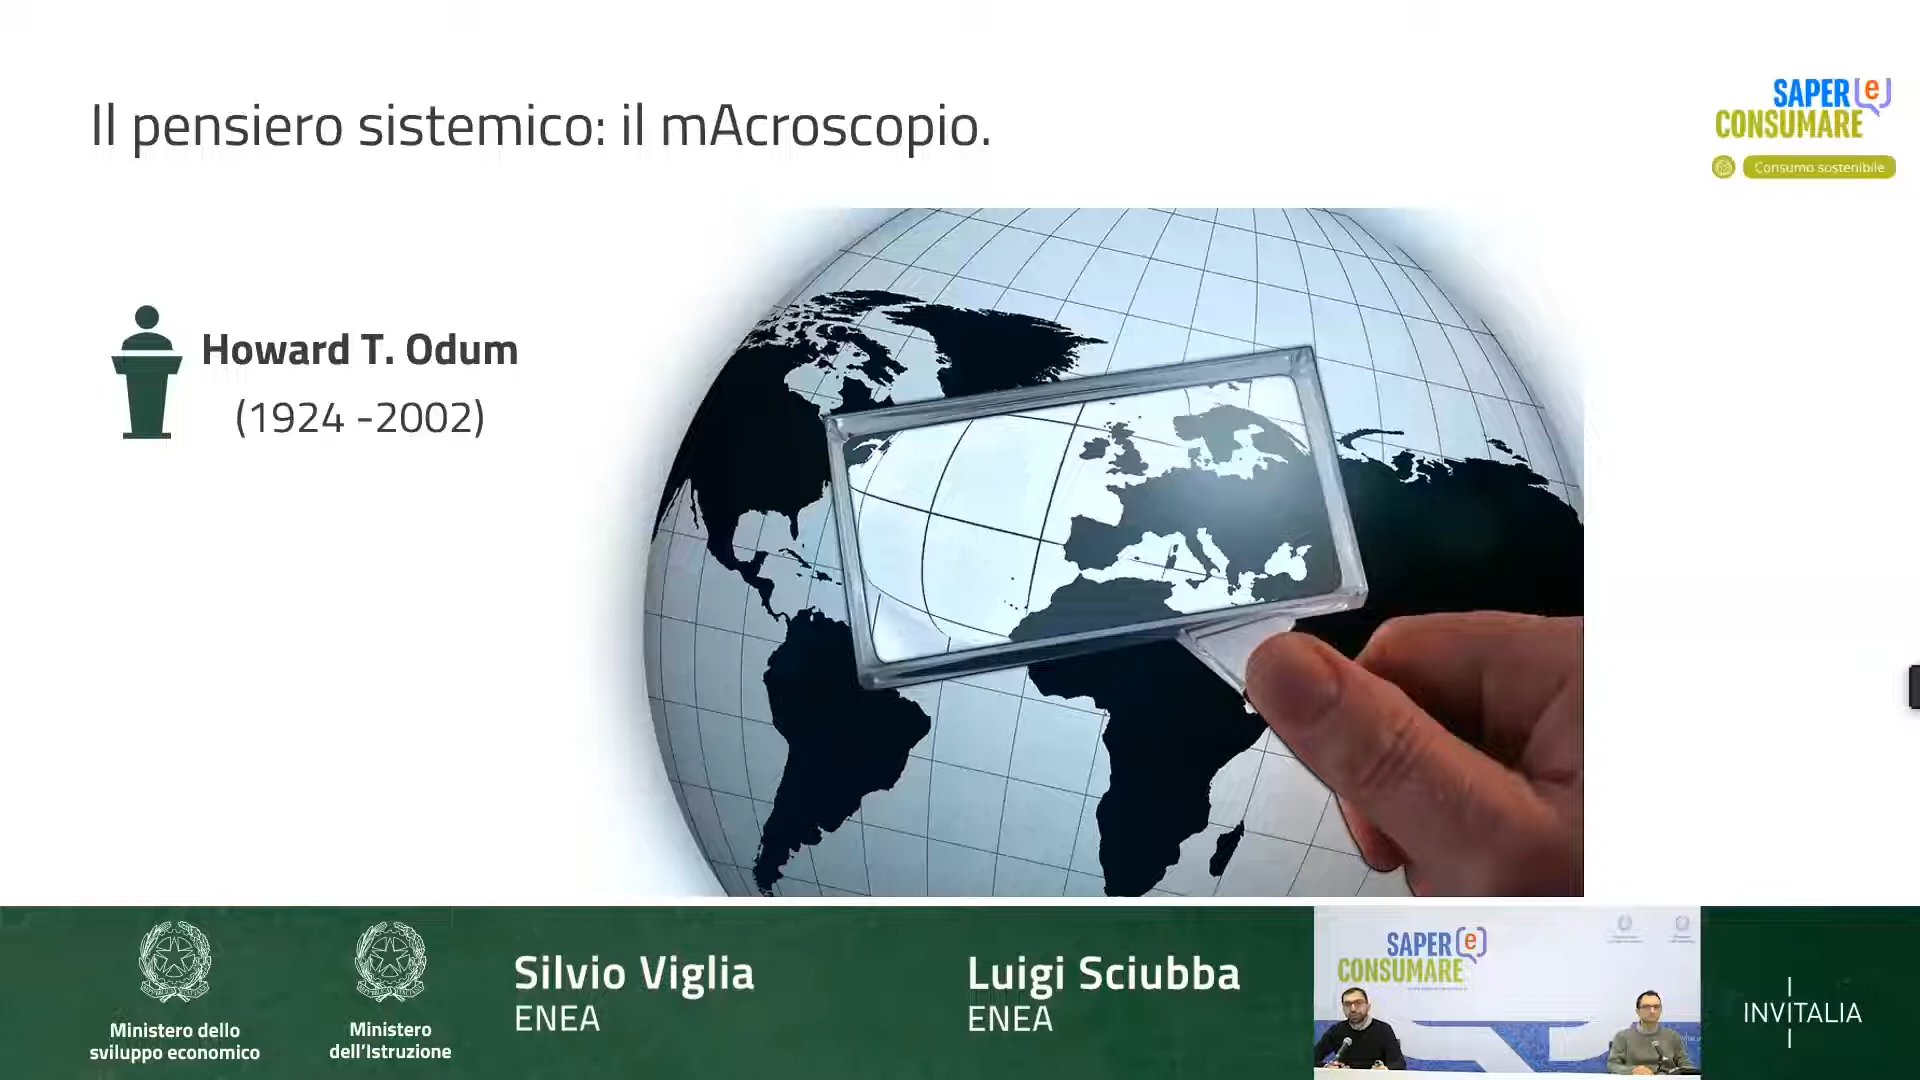 Il pensiero sistemico: il mAcroscopio.
SAPER(e)
CONSUMARE
Consumo sostenibile
Howard T. Odum
(1924 -2002)
Ministero dello
sviluppo economico
Ministero
dell'Istruzione
Silvio Viglia
ENEA
Luigi Sciubba
ENEA
SAPER(e)
CONSUMARE
INVITALIA